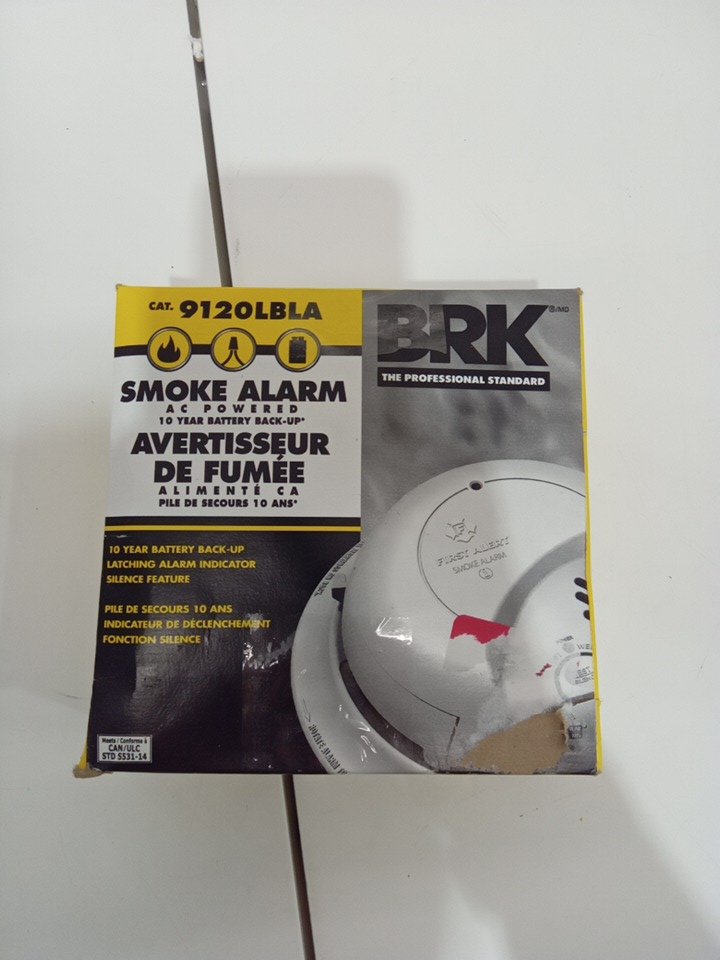 CAT. 9120LBLA
SMOKE ALARM
AC POWERED
10 YEAR BATTERY BACK-UP*
AVERTISSEUR
DE FUMÉE
ALIMENTÉ CA
PILE DE SECOURS 10 ANS*
10 YEAR BATTERY BACK-UP
LATCHING ALARM INDICATOR
SILENCE FEATURE
PILE DE SECOURS 10 ANS
INDICATEUR DE DÉCLENCHEMENT
FONCTION SILENCE
Meets / Conforme à
CAN/ULC
STD S531-14
BRK ®/MD
THE PROFESSIONAL STANDARD
FIRST ALERT
SMOKE ALARM